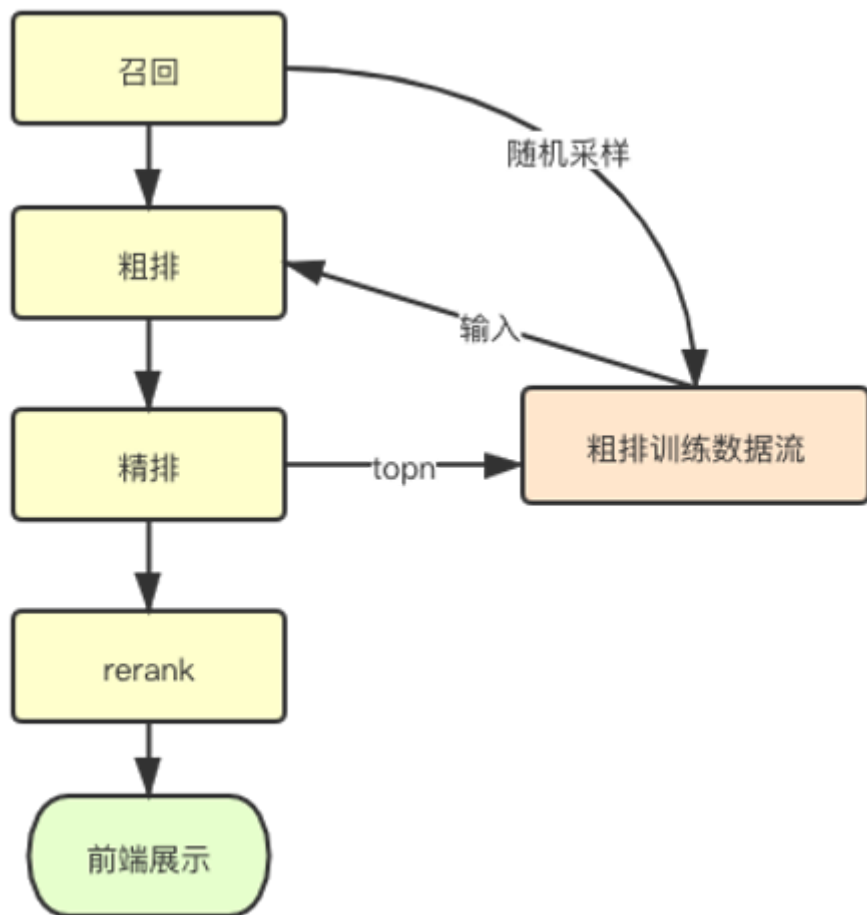 召回
随机采样
粗排
输入
粗排训练数据流
精排
topn
rerank
前端展示